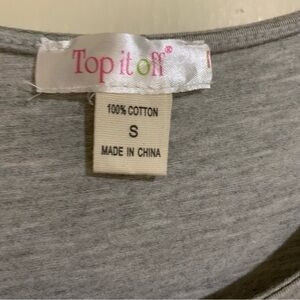 Top it off®
100% COTTON
S
MADE IN CHINA